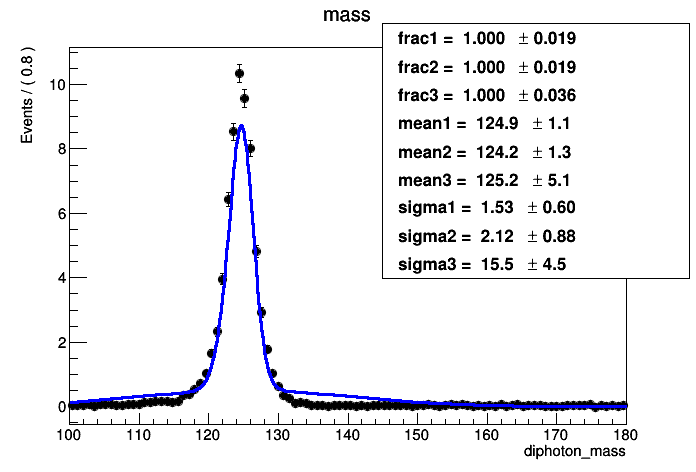 mass
frac1 = 1.000 ± 0.019
frac2 = 1.000 ± 0.019
frac3 = 1.000 ± 0.036
mean1 = 124.9 ± 1.1
mean2 = 124.2 ± 1.3
mean3 = 125.2 ± 5.1
sigma1 = 1.53 ± 0.60
sigma2 = 2.12 ± 0.88
sigma3 = 15.5 ± 4.5
Events / ( 0.8 )
10
8
6
4
2
0
100 110 120 130 140 150 160 170 180
diphoton_mass